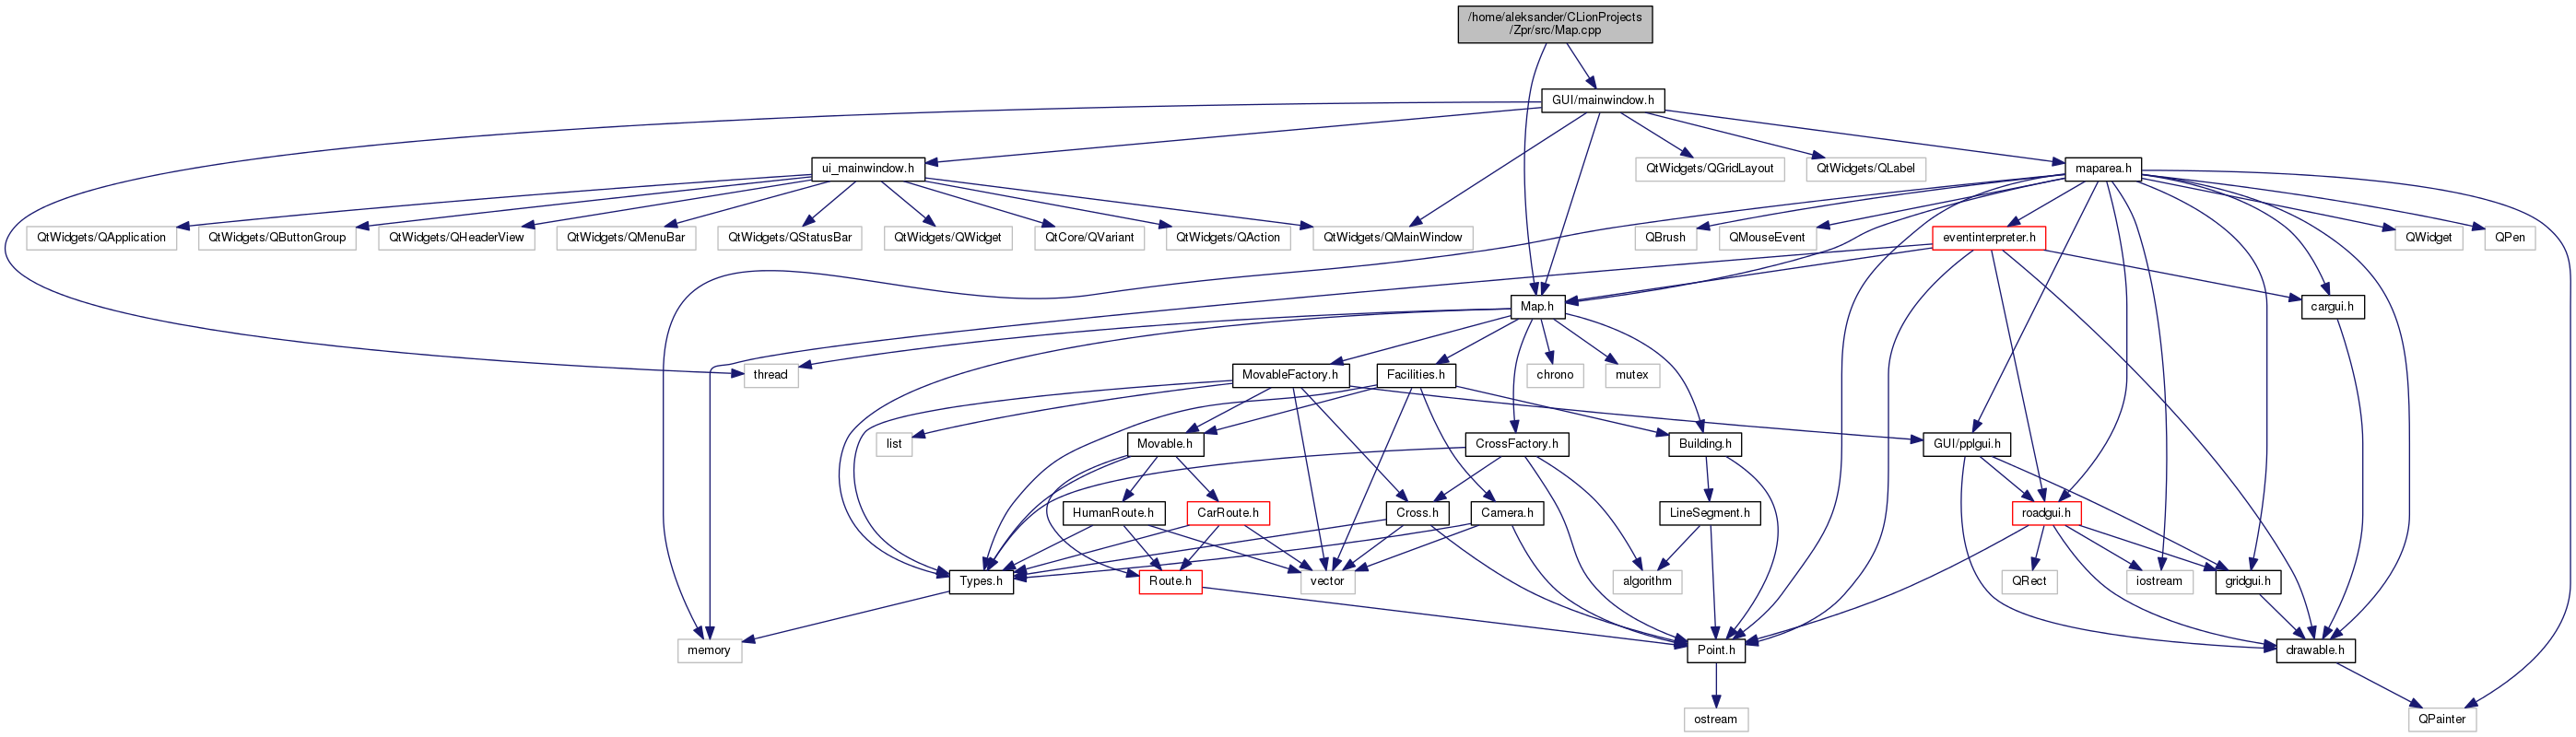 /home/aleksander/CLionProjects
/Zpr/src/Map.cpp
GUI/mainwindow.h
ui_mainwindow.h
QtWidgets/QGridLayout
QtWidgets/QLabel
maparea.h
QtWidgets/QApplication
QtWidgets/QButtonGroup
QtWidgets/QHeaderView
QtWidgets/QMenuBar
QtWidgets/QStatusBar
QtWidgets/QWidget
QtCore/QVariant
QtWidgets/QAction
QtWidgets/QMainWindow
QBrush
QMouseEvent
eventinterpreter.h
QWidget
QPen
Map.h
cargui.h
thread
MovableFactory.h
Facilities.h
chrono
mutex
list
Movable.h
CrossFactory.h
Building.h
GUI/pplgui.h
HumanRoute.h
CarRoute.h
Cross.h
Camera.h
LineSegment.h
roadgui.h
Types.h
Route.h
vector
algorithm
QRect
iostream
gridgui.h
memory
Point.h
drawable.h
ostream
QPainter